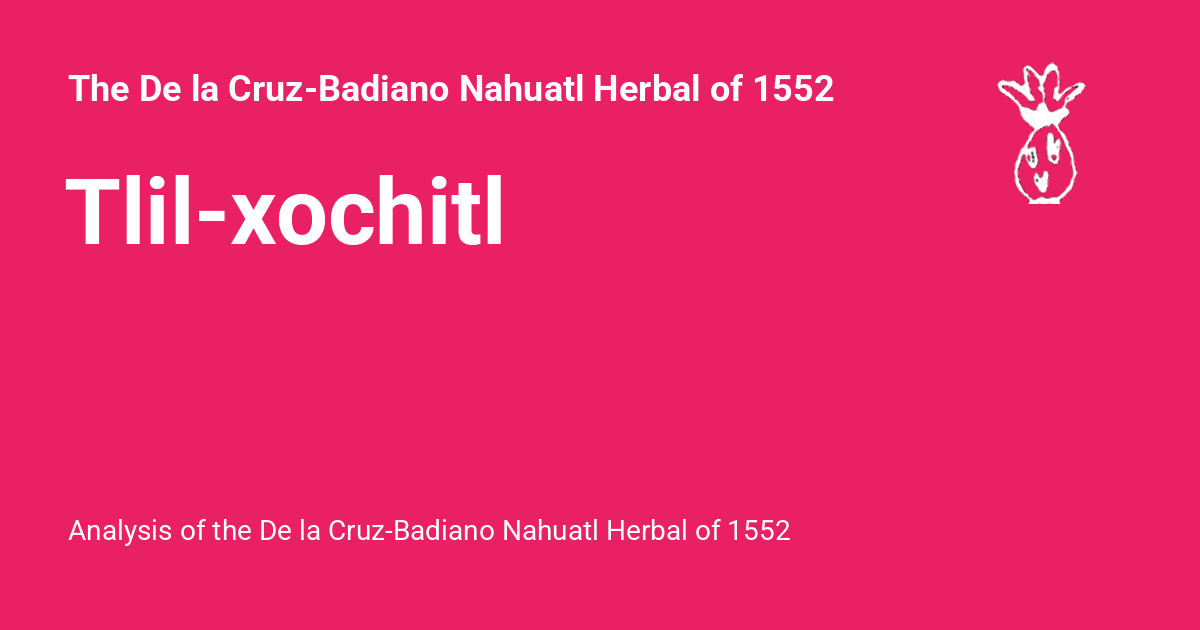 The De la Cruz-Badiano Nahuatl Herbal of 1552
Tlil-xochitl
Analysis of the De la Cruz-Badiano Nahuatl Herbal of 1552